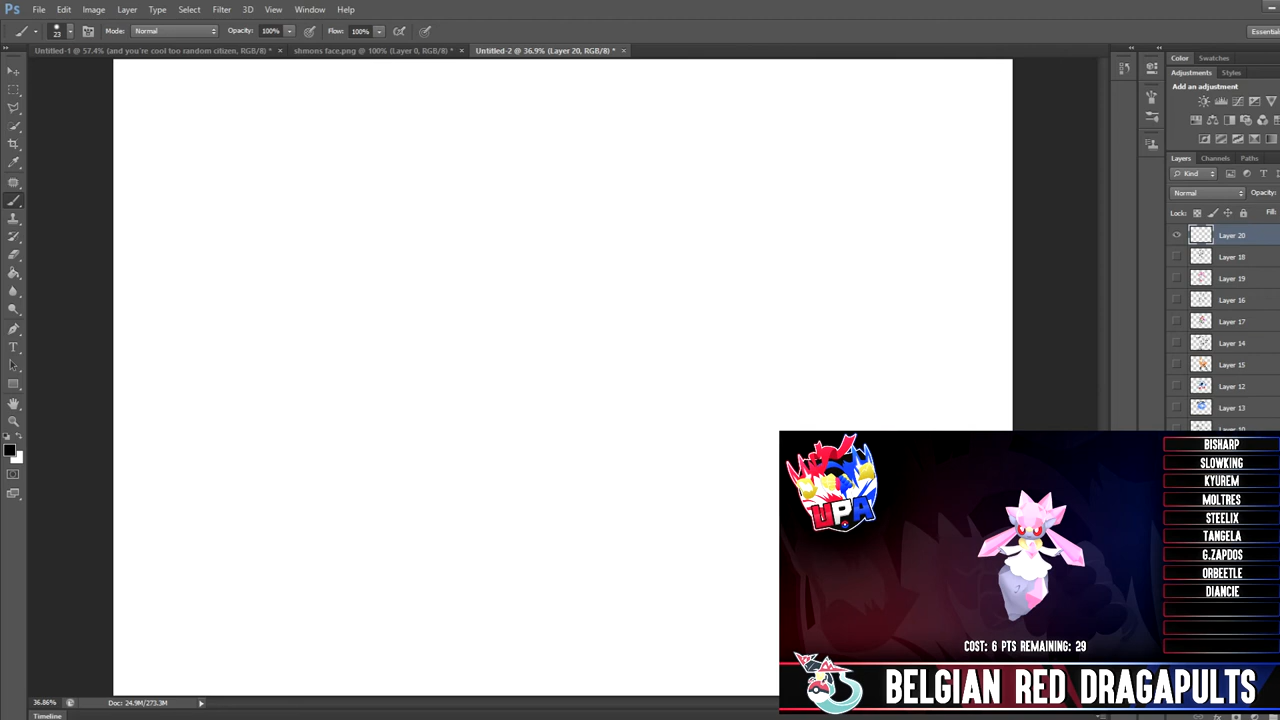 Ps File Edit Image Layer Type Select Filter 3D View Window Help
23 Mode: Normal Opacity: 100% Flow: 100% Essentials
Untitled-1 @ 57.4% (and you're cool too random citizen, RGB/8) * × shmons face.png @ 100% (Layer 0, RGB/8) * × Untitled-2 @ 36.9% (Layer 20, RGB/8) * ×
Color Swatches
Adjustments Styles
Add an adjustment
Layers Channels Paths
Kind
Normal Opacity:
Lock: Fill:
Layer 20
Layer 18
Layer 19
Layer 16
Layer 17
Layer 14
Layer 15
Layer 12
Layer 13
Layer 10
UPA
BISHARP
SLOWKING
KYUREM
MOLTRES
STEELIX
TANGELA
G.ZAPDOS
ORBEETLE
DIANCIE
COST: 6 PTS REMAINING: 29
BELGIAN RED DRAGAPULTS
36.86% Doc: 24.9M/273.3M
Timeline